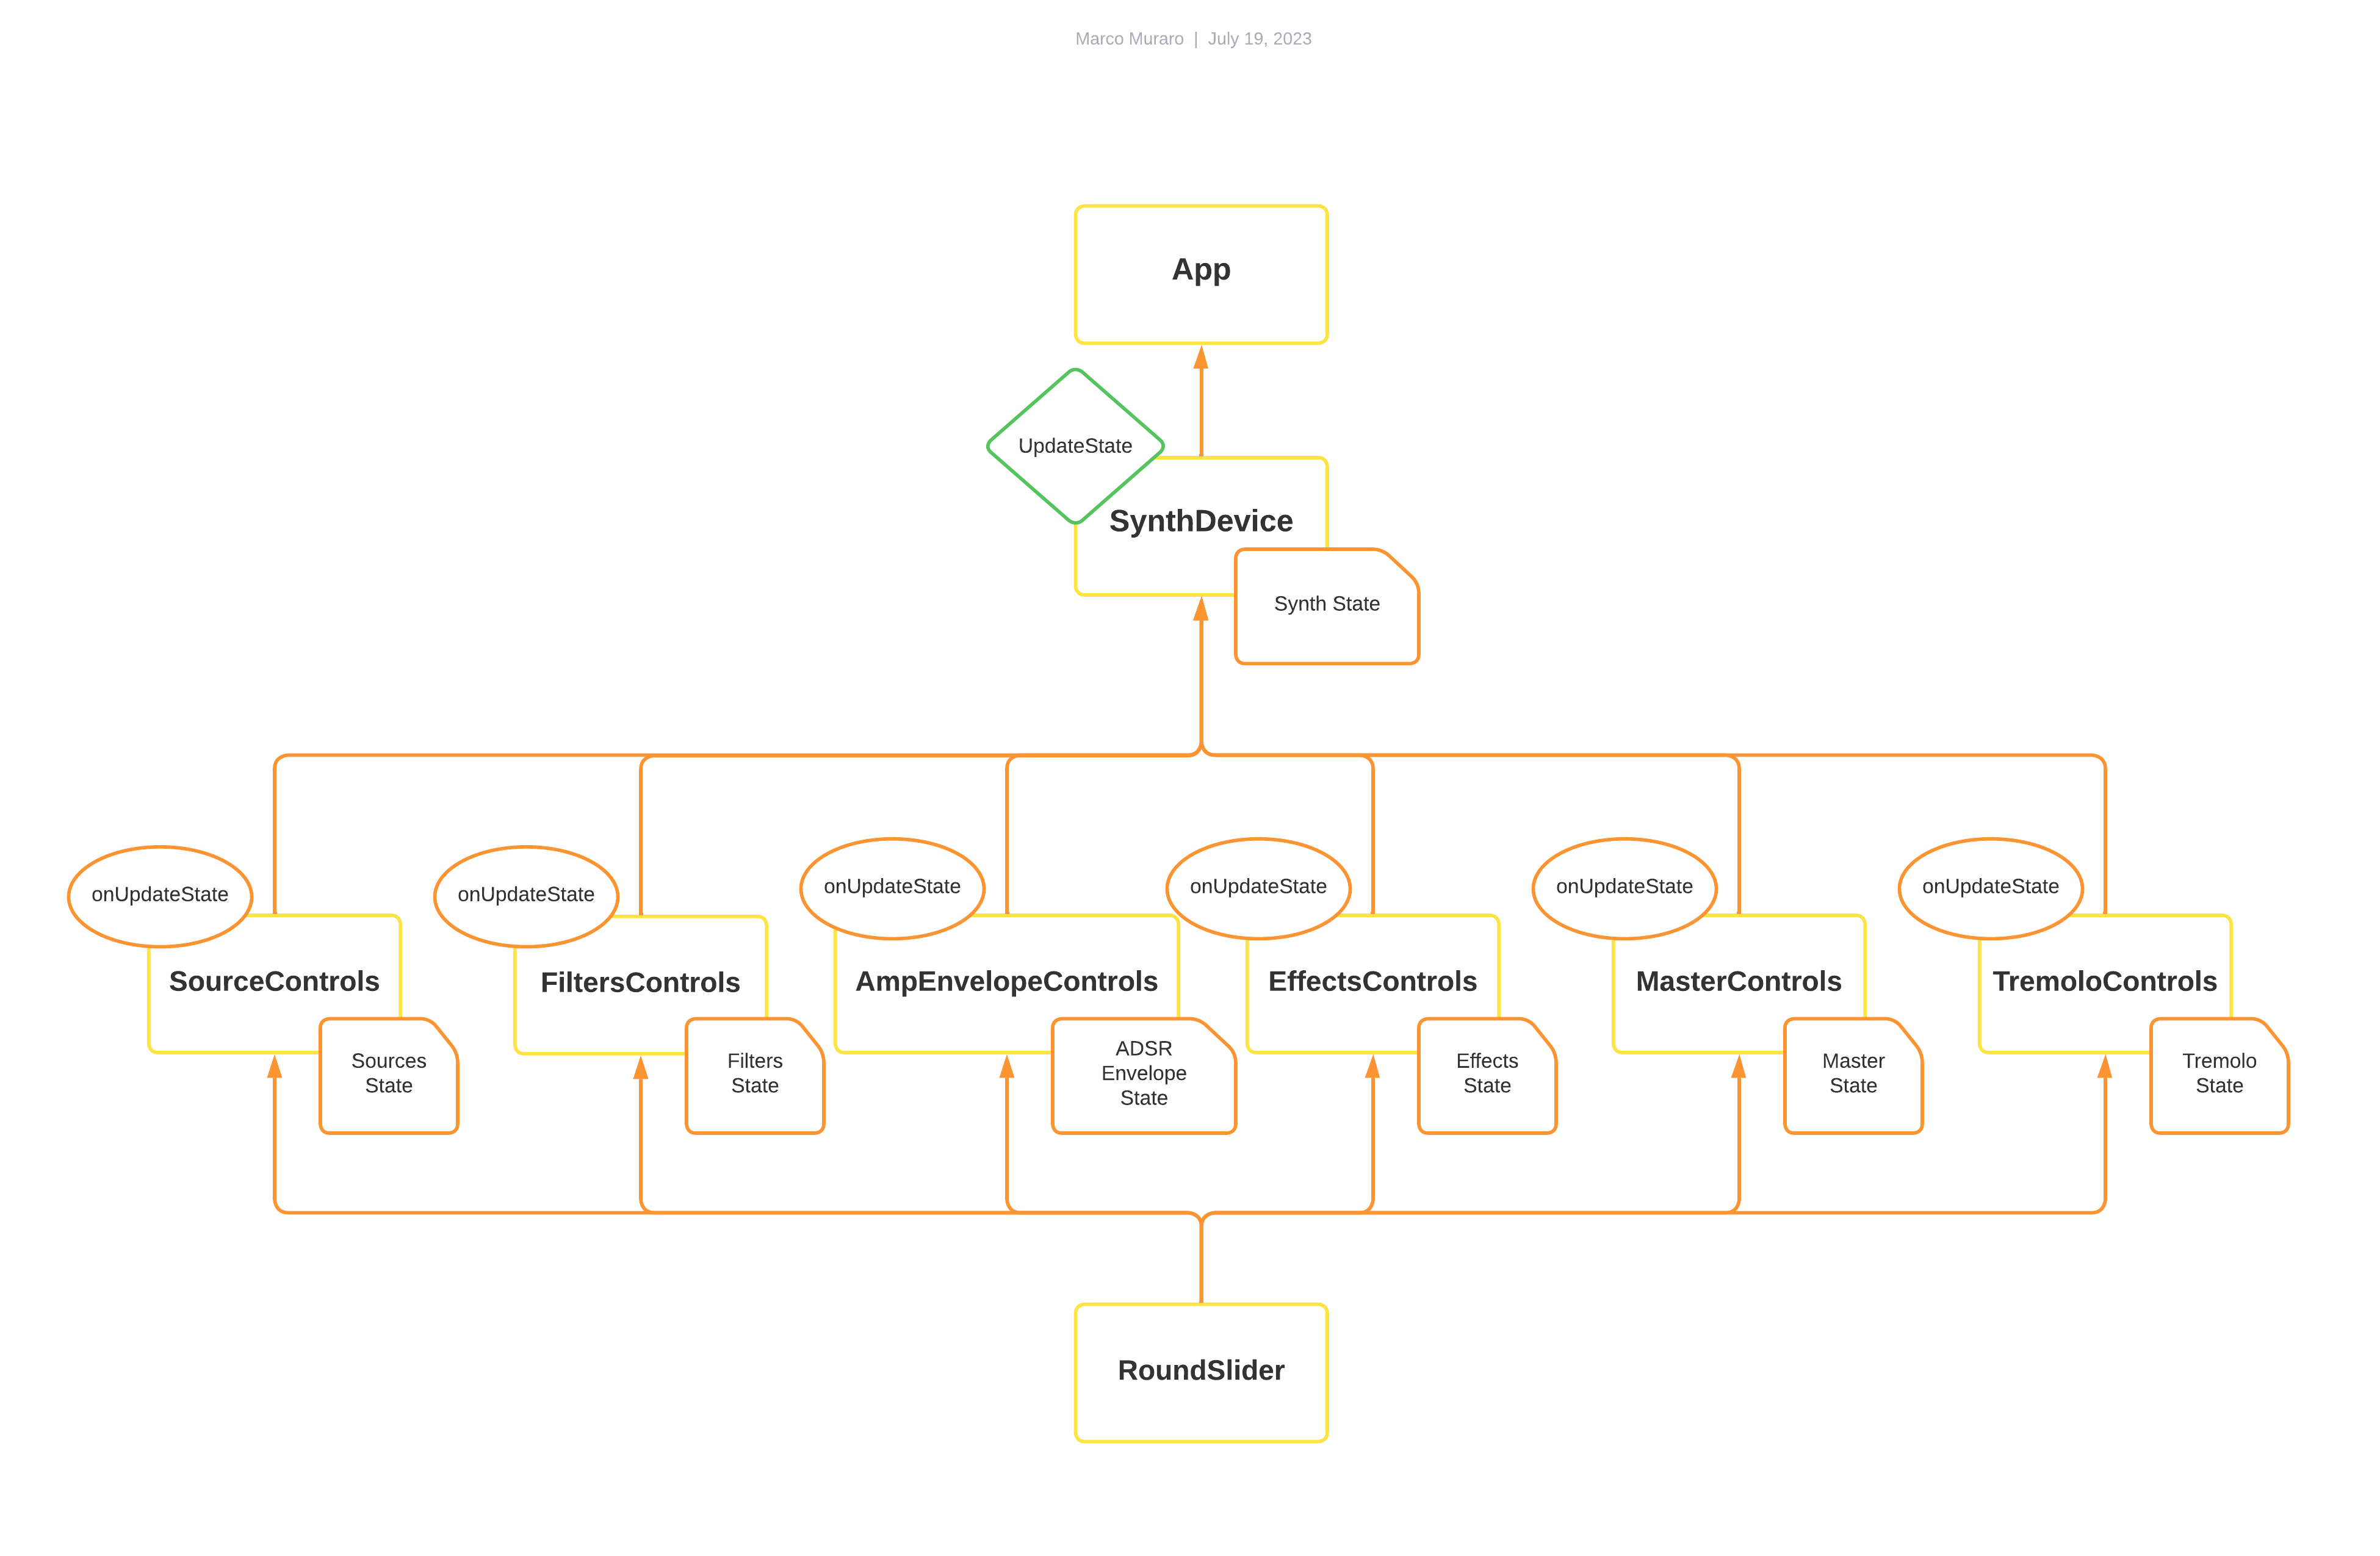 Marco Muraro | July 19, 2023
App
UpdateState
SynthDevice
Synth State
onUpdateState
onUpdateState
onUpdateState
onUpdateState
onUpdateState
onUpdateState
SourceControls
FiltersControls
AmpEnvelopeControls
EffectsControls
MasterControls
TremoloControls
Sources
State
Filters
State
ADSR
Envelope
State
Effects
State
Master
State
Tremolo
State
RoundSlider